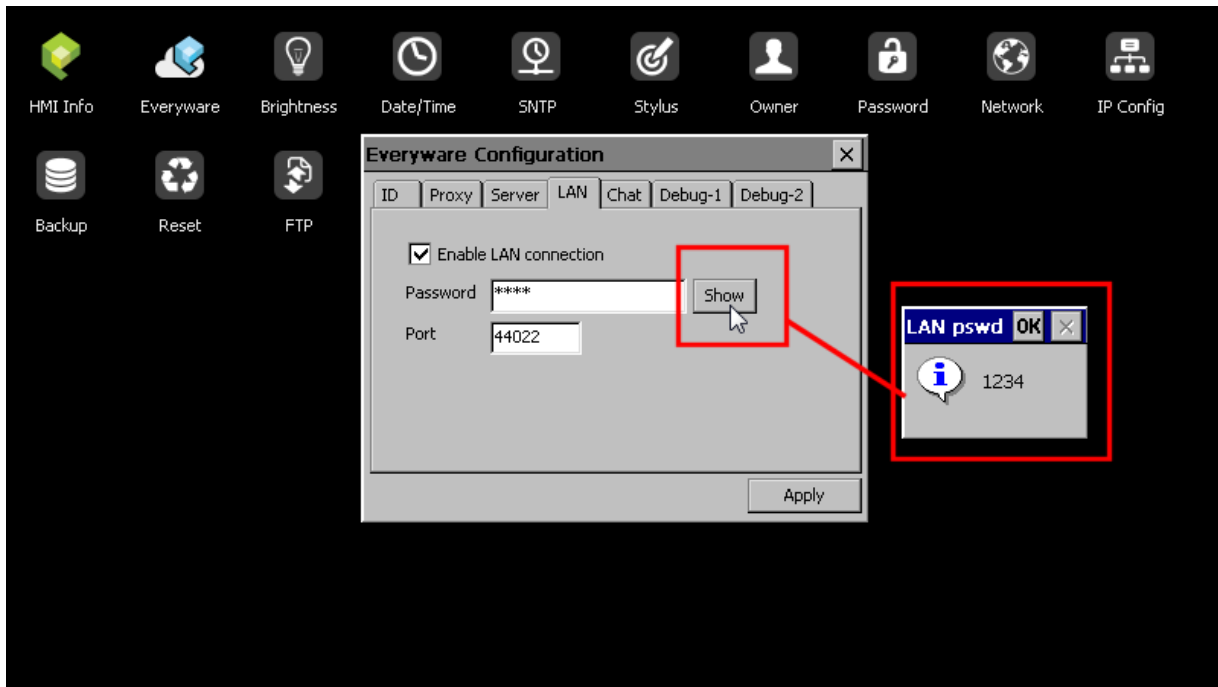 HMI Info Everyware Brightness Date/Time SNTP Stylus Owner Password Network IP Config
Backup Reset FTP
Everyware Configuration
ID Proxy Server LAN Chat Debug-1 Debug-2
Enable LAN connection
Password **** Show
Port 44022
Apply
LAN pswd OK
1234